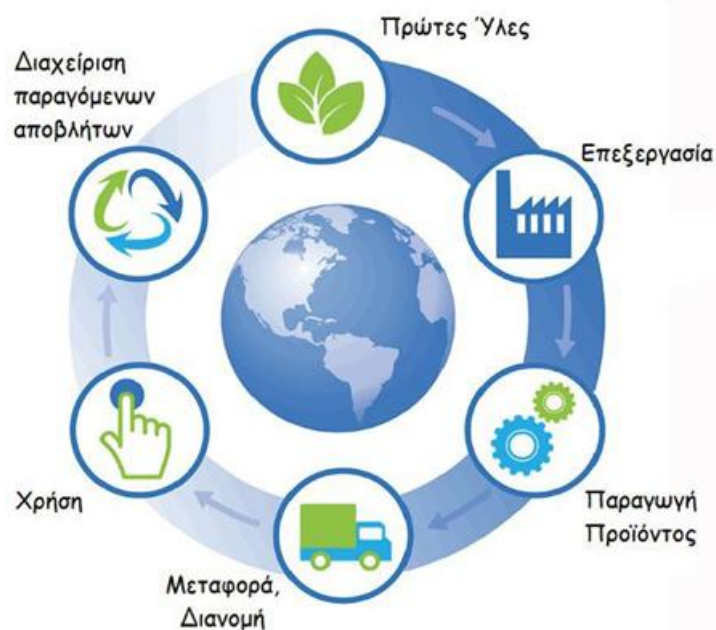 Πρώτες Ύλες
Επεξεργασία
Παραγωγή
Προϊόντος
Μεταφορά,
Διανομή
Χρήση
Διαχείριση
παραγόμενων
αποβλήτων